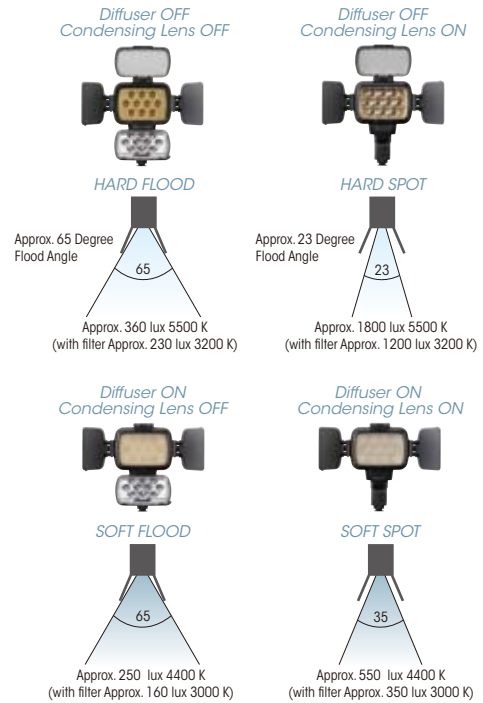 Diffuser OFF
Condensing Lens OFF
HARD FLOOD
Approx. 65 Degree
Flood Angle
65
Approx. 360 lux 5500 K
(with filter Approx. 230 lux 3200 K)
Diffuser OFF
Condensing Lens ON
HARD SPOT
Approx. 23 Degree
Flood Angle
23
Approx. 1800 lux 5500 K
(with filter Approx. 1200 lux 3200 K)
Diffuser ON
Condensing Lens OFF
SOFT FLOOD
65
Approx. 250 lux 4400 K
(with filter Approx. 160 lux 3000 K)
Diffuser ON
Condensing Lens ON
SOFT SPOT
35
Approx. 550 lux 4400 K
(with filter Approx. 350 lux 3000 K)